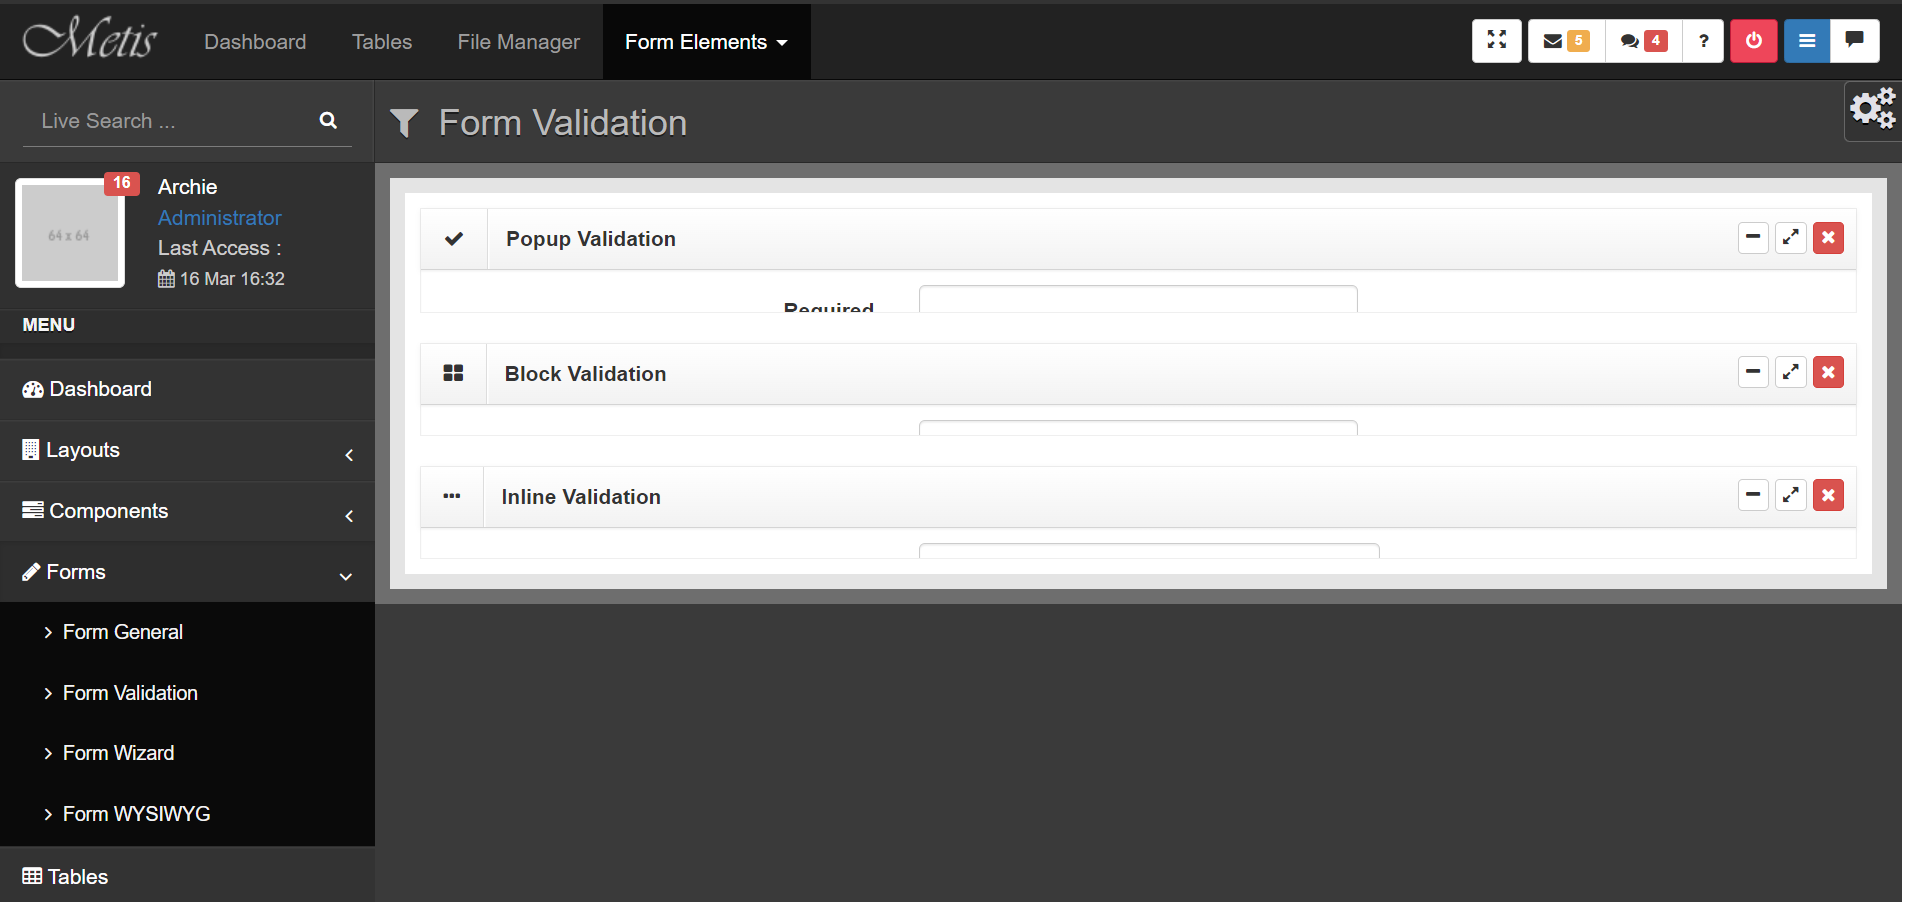 Metis
Dashboard
Tables
File Manager
Form Elements
5
4
?
Live Search ...
Form Validation
64 x 64
16
Archie
Administrator
Last Access :
16 Mar 16:32
MENU
Dashboard
Layouts
Components
Forms
Form General
Form Validation
Form Wizard
Form WYSIWYG
Tables
Popup Validation
Required
Block Validation
Inline Validation